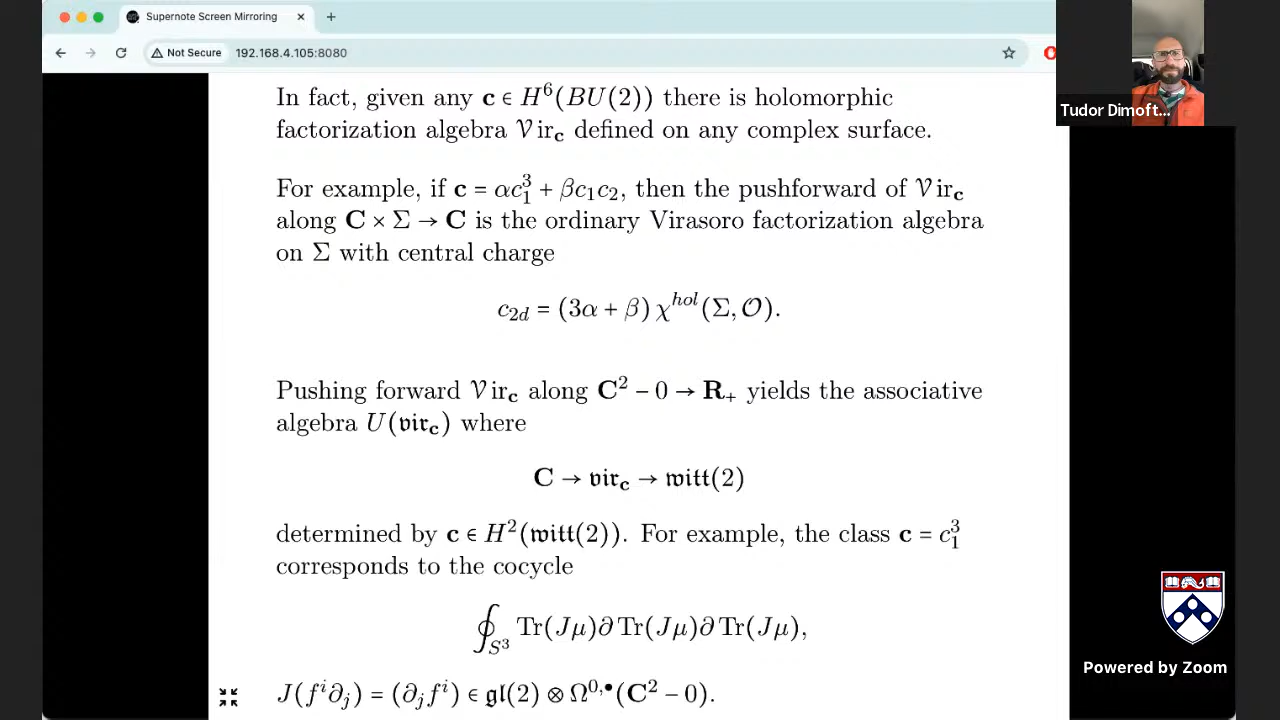 Supernote Screen Mirroring
Not Secure 192.168.4.105:8080
Tudor Dimoft...
In fact, given any c ∈ H⁶(BU(2)) there is holomorphic
factorization algebra 𝒱ir_c defined on any complex surface.
For example, if c = αc₁³ + βc₁c₂, then the pushforward of 𝒱ir_c
along C × Σ → C is the ordinary Virasoro factorization algebra
on Σ with central charge
c_{2d} = (3α + β) χ^{hol}(Σ, 𝒪).
Pushing forward 𝒱ir_c along C² − 0 → R₊ yields the associative
algebra U(𝔳𝔦𝔯_c) where
C → 𝔳𝔦𝔯_c → 𝔴𝔦𝔱𝔱(2)
determined by c ∈ H²(𝔴𝔦𝔱𝔱(2)). For example, the class c = c₁³
corresponds to the cocycle
∮_{S³} Tr(Jμ)∂ Tr(Jμ)∂ Tr(Jμ),
J(fⁱ∂ⱼ) = (∂ⱼfⁱ) ∈ 𝔤𝔩(2) ⊗ Ω^{0,•}(C² − 0).
Powered by Zoom